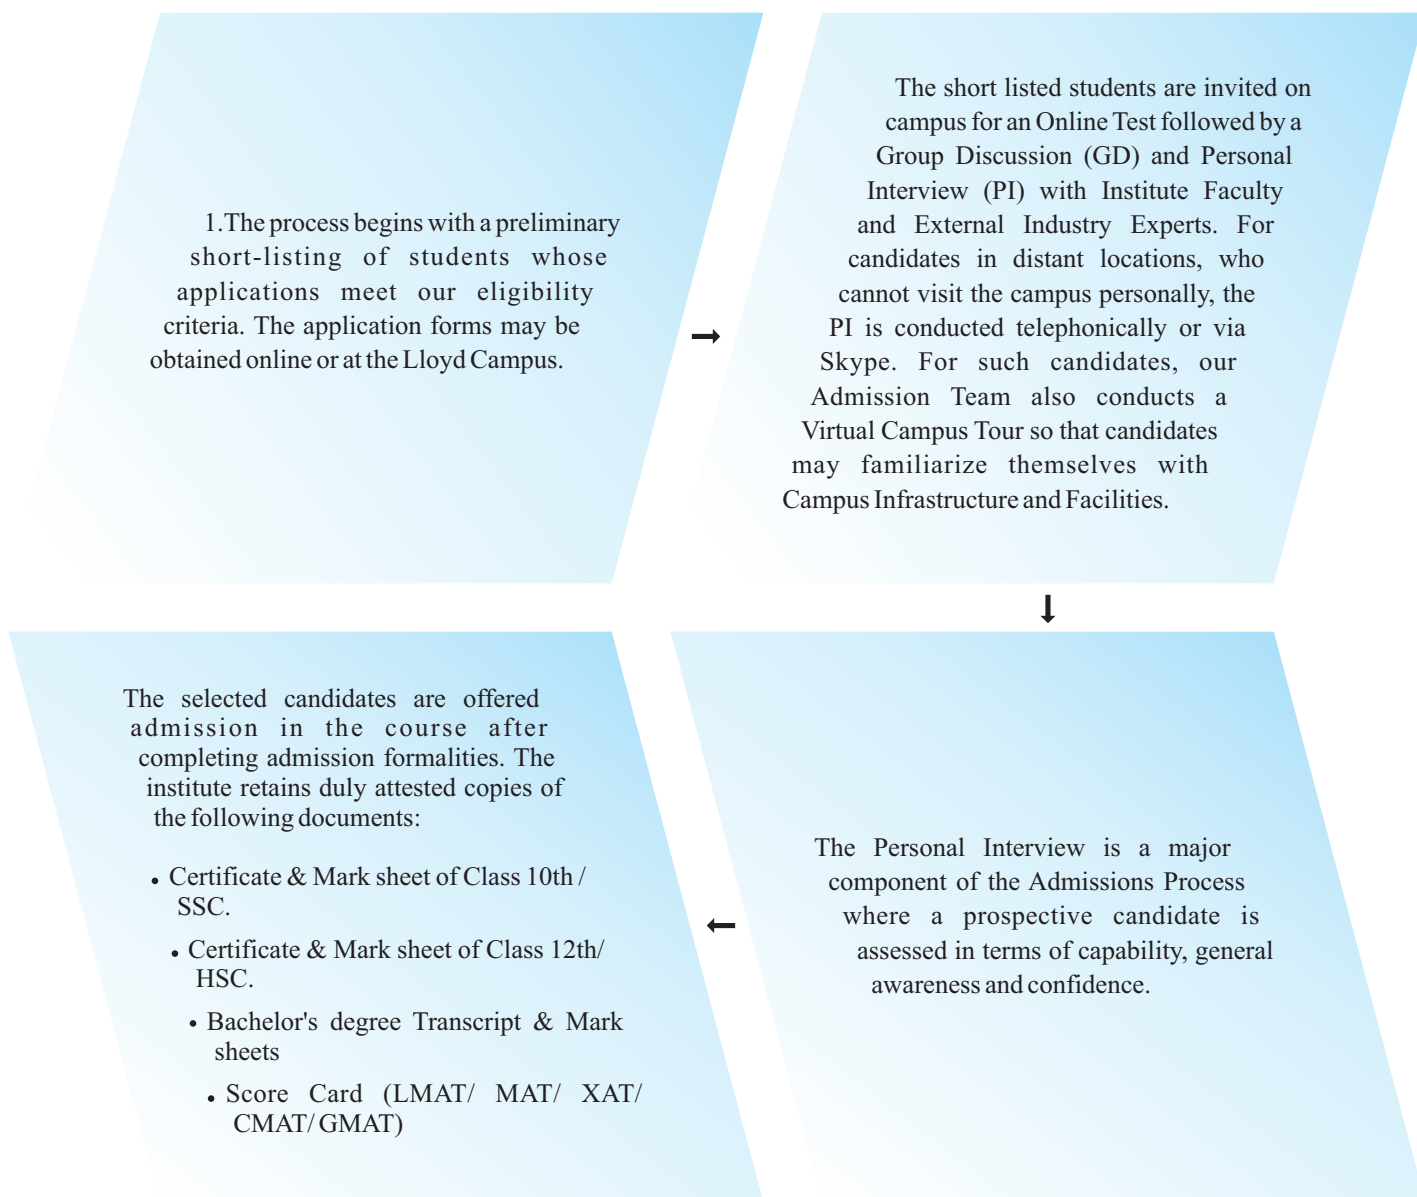 1.The process begins with a preliminary
short-listing of students whose
applications meet our eligibility
criteria. The application forms may be
obtained online or at the Lloyd Campus.
The short listed students are invited on
campus for an Online Test followed by a
Group Discussion (GD) and Personal
Interview (PI) with Institute Faculty
and External Industry Experts. For
candidates in distant locations, who
cannot visit the campus personally, the
PI is conducted telephonically or via
Skype. For such candidates, our
Admission Team also conducts a
Virtual Campus Tour so that candidates
may familiarize themselves with
Campus Infrastructure and Facilities.
The Personal Interview is a major
component of the Admissions Process
where a prospective candidate is
assessed in terms of capability, general
awareness and confidence.
The selected candidates are offered
admission in the course after
completing admission formalities. The
institute retains duly attested copies of
the following documents:
• Certificate & Mark sheet of Class 10th /
SSC.
• Certificate & Mark sheet of Class 12th/
HSC.
• Bachelor's degree Transcript & Mark
sheets
• Score Card (LMAT/ MAT/ XAT/
CMAT/ GMAT)